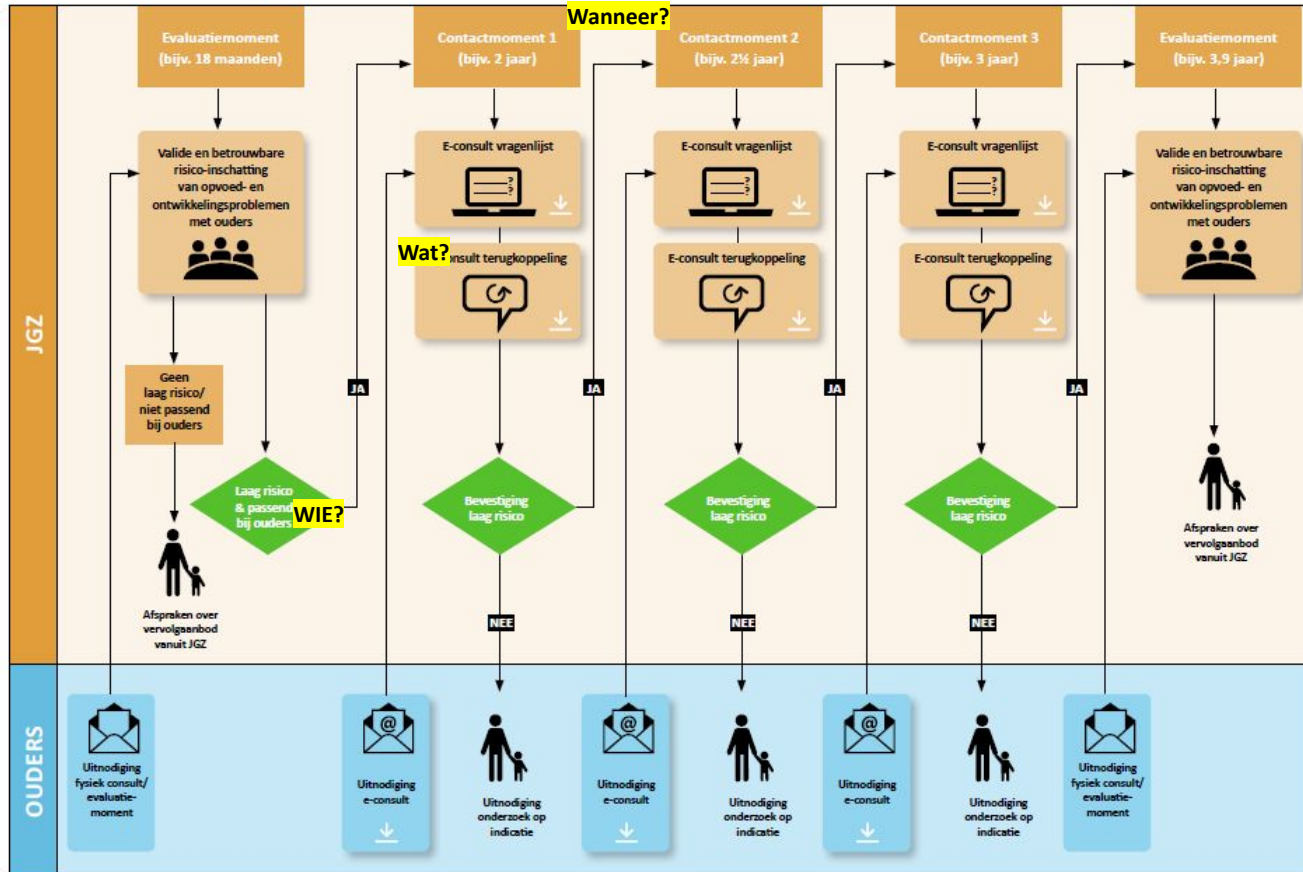 Wanneer?
Evaluatiemoment
(bijv. 18 maanden)
Contactmoment 1
(bijv. 2 jaar)
Contactmoment 2
(bijv. 2½ jaar)
Contactmoment 3
(bijv. 3 jaar)
Evaluatiemoment
(bijv. 3,9 jaar)
JGZ
Valide en betrouwbare
risico-inschatting
van opvoed- en
ontwikkelingsproblemen
met ouders
E-consult vragenlijst
?
?
E-consult vragenlijst
?
?
E-consult vragenlijst
?
?
Valide en betrouwbare
risico-inschatting
van opvoed- en
ontwikkelingsproblemen
met ouders
Wat?
consult terugkoppeling
E-consult terugkoppeling
E-consult terugkoppeling
Geen
laag risico/
niet passend
bij ouders
JA
JA
JA
JA
Laag risico
& passend
bij ouders
WIE?
Bevestiging
laag risico
Bevestiging
laag risico
Bevestiging
laag risico
Afspraken over
vervolgaanbod
vanuit JGZ
Afspraken over
vervolgaanbod
vanuit JGZ
NEE
NEE
NEE
OUDERS
Uitnodiging
fysiek consult/
evaluatie-
moment
@
Uitnodiging
e-consult
Uitnodiging
onderzoek op
indicatie
@
Uitnodiging
e-consult
Uitnodiging
onderzoek op
indicatie
@
Uitnodiging
e-consult
Uitnodiging
onderzoek op
indicatie
Uitnodiging
fysiek consult/
evaluatie-
moment